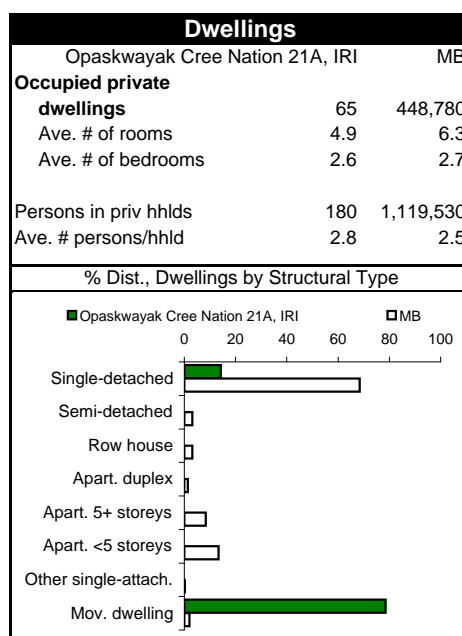 Dwellings
Opaskwayak Cree Nation 21A, IRI MB
Occupied private
dwellings 65 448,780
Ave. # of rooms 4.9 6.3
Ave. # of bedrooms 2.6 2.7
Persons in priv hhlds 180 1,119,530
Ave. # persons/hhld 2.8 2.5
% Dist., Dwellings by Structural Type
Opaskwayak Cree Nation 21A, IRI MB
0 20 40 60 80 100
Single-detached
Semi-detached
Row house
Apart. duplex
Apart. 5+ storeys
Apart. <5 storeys
Other single-attach.
Mov. dwelling